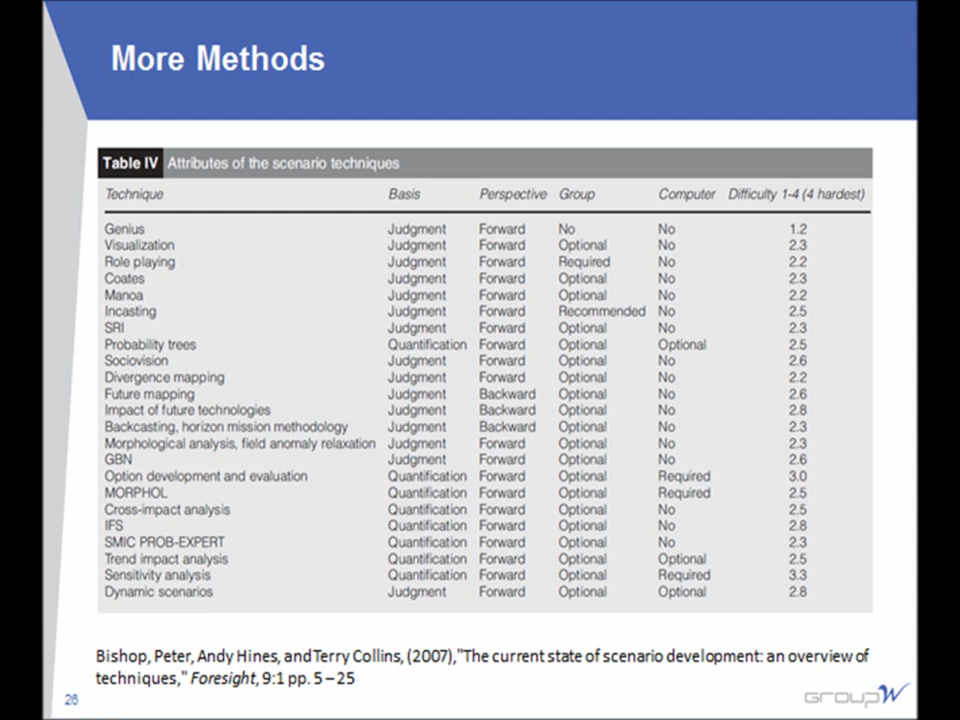 More Methods
Table IV Attributes of the scenario techniques
Technique Basis Perspective Group Computer Difficulty 1-4 (4 hardest)
Genius Judgment Forward No No 1.2
Visualization Judgment Forward Optional No 2.3
Role playing Judgment Forward Required No 2.2
Coates Judgment Forward Optional No 2.3
Manoa Judgment Forward Optional No 2.2
Incasting Judgment Forward Recommended No 2.5
SRI Judgment Forward Optional No 2.3
Probability trees Quantification Forward Optional Optional 2.5
Sociovision Judgment Forward Optional No 2.6
Divergence mapping Judgment Forward Optional No 2.2
Future mapping Judgment Backward Optional No 2.6
Impact of future technologies Judgment Backward Optional No 2.8
Backcasting, horizon mission methodology Judgment Backward Optional No 2.3
Morphological analysis, field anomaly relaxation Judgment Forward Optional No 2.3
GBN Judgment Forward Optional No 2.6
Option development and evaluation Quantification Forward Optional Required 3.0
MORPHOL Quantification Forward Optional Required 2.5
Cross-impact analysis Quantification Forward Optional No 2.5
IFS Quantification Forward Optional No 2.8
SMIC PROB-EXPERT Quantification Forward Optional No 2.3
Trend impact analysis Quantification Forward Optional Optional 2.5
Sensitivity analysis Quantification Forward Optional Required 3.3
Dynamic scenarios Judgment Forward Optional Optional 2.8
Bishop, Peter, Andy Hines, and Terry Collins, (2007),"The current state of scenario development: an overview of
techniques," Foresight, 9:1 pp. 5 – 25
26
GROUPW